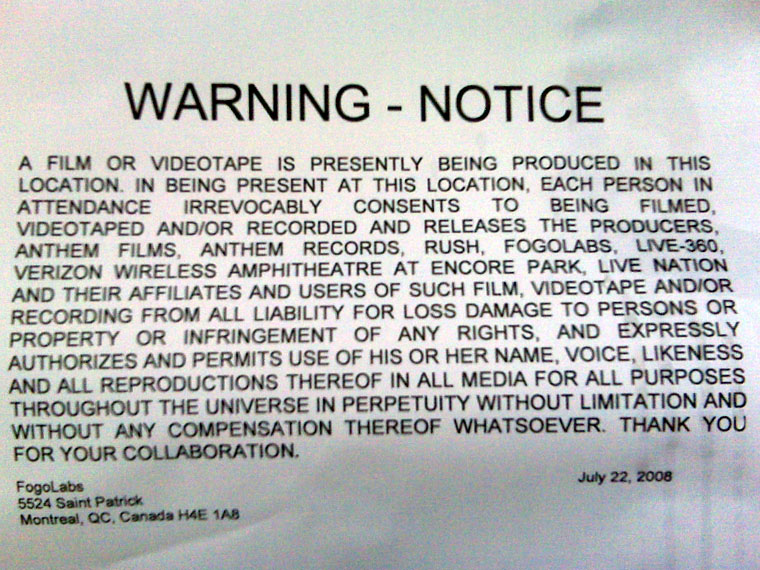 WARNING - NOTICE
A FILM OR VIDEOTAPE IS PRESENTLY BEING PRODUCED IN THIS
LOCATION. IN BEING PRESENT AT THIS LOCATION, EACH PERSON IN
ATTENDANCE IRREVOCABLY CONSENTS TO BEING FILMED,
VIDEOTAPED AND/OR RECORDED AND RELEASES THE PRODUCERS,
ANTHEM FILMS, ANTHEM RECORDS, RUSH, FOGOLABS, LIVE-360,
VERIZON WIRELESS AMPHITHEATRE AT ENCORE PARK, LIVE NATION
AND THEIR AFFILIATES AND USERS OF SUCH FILM, VIDEOTAPE AND/OR
RECORDING FROM ALL LIABILITY FOR LOSS DAMAGE TO PERSONS OR
PROPERTY OR INFRINGEMENT OF ANY RIGHTS, AND EXPRESSLY
AUTHORIZES AND PERMITS USE OF HIS OR HER NAME, VOICE, LIKENESS
AND ALL REPRODUCTIONS THEREOF IN ALL MEDIA FOR ALL PURPOSES
THROUGHOUT THE UNIVERSE IN PERPETUITY WITHOUT LIMITATION AND
WITHOUT ANY COMPENSATION THEREOF WHATSOEVER. THANK YOU
FOR YOUR COLLABORATION.
FogoLabs
5524 Saint Patrick
Montreal, QC, Canada H4E 1A8
July 22, 2008